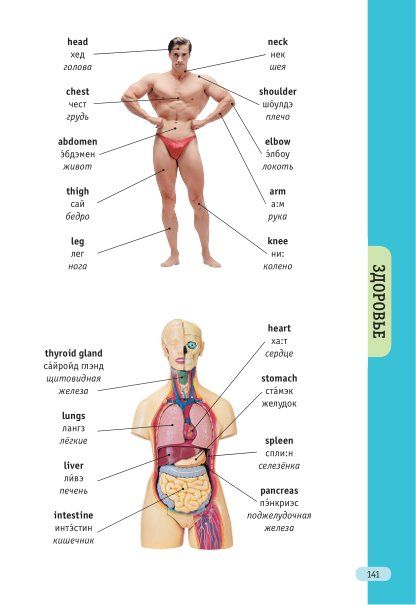 head
хед
голова
neck
нек
шея
chest
чест
грудь
shoulder
шо́улдэ
плечо
abdomen
э́бдэмен
живот
elbow
э́лбоу
локоть
thigh
сай
бедро
arm
а:м
рука
leg
лег
нога
knee
ни:
колено
ЗДОРОВЬЕ
heart
ха:т
сердце
thyroid gland
са́йройд глэнд
щитовидная
железа
stomach
ста́мэк
желудок
lungs
лангз
лёгкие
spleen
спли:н
селезёнка
liver
ли́вэ
печень
pancreas
пэ́нкриэс
поджелудочная
железа
intestine
интэ́стин
кишечник
141